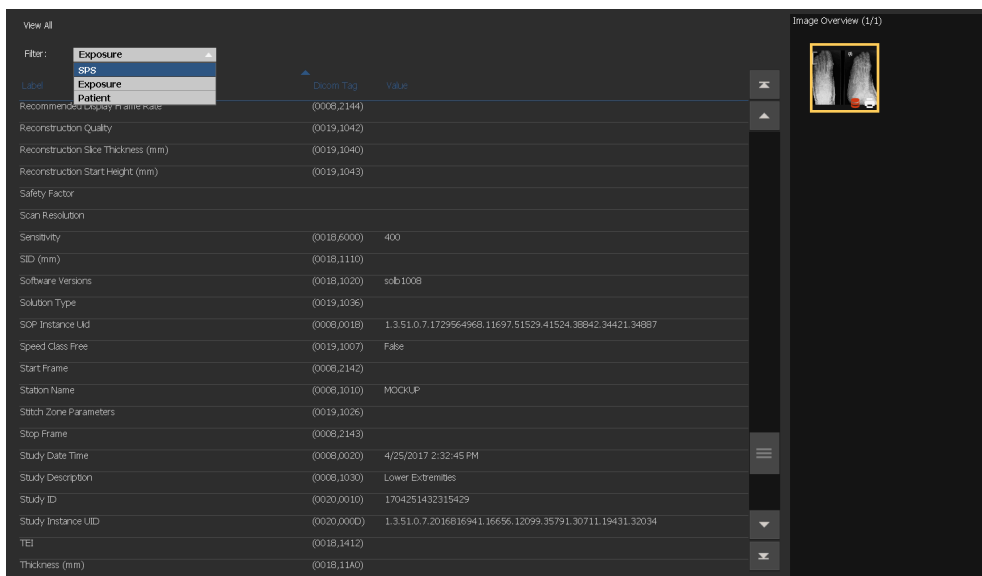 View All
Image Overview (1/1)
Filter: Exposure
SPS
Exposure
Patient
Label Dicom Tag Value
Recommended Display Frame Rate (0008,2144)
Reconstruction Quality (0019,1042)
Reconstruction Slice Thickness (mm) (0019,1040)
Reconstruction Start Height (mm) (0019,1043)
Safety Factor
Scan Resolution
Sensitivity (0018,6000) 400
SID (mm) (0018,1110)
Software Versions (0018,1020) solb1008
Solution Type (0019,1036)
SOP Instance Uid (0008,0018) 1.3.51.0.7.1729564968.11697.51529.41524.38842.34421.34887
Speed Class Free (0019,1007) False
Start Frame (0008,2142)
Station Name (0008,1010) MOCKUP
Stitch Zone Parameters (0019,1026)
Stop Frame (0008,2143)
Study Date Time (0008,0020) 4/25/2017 2:32:45 PM
Study Description (0008,1030) Lower Extremities
Study ID (0020,0010) 1704251432315429
Study Instance UID (0020,000D) 1.3.51.0.7.2016816941.16656.12099.35791.30711.19431.32034
TEI (0018,1412)
Thickness (mm) (0018,11A0)